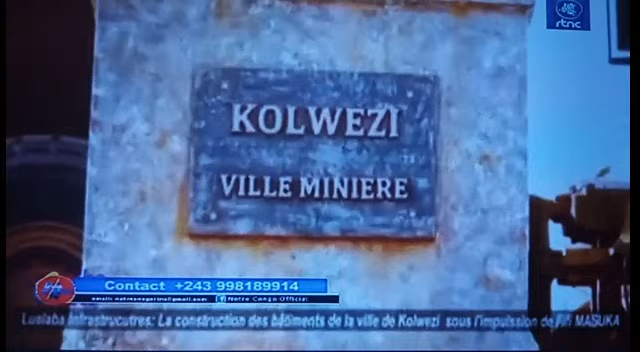 rtnc
KOLWEZI
VILLE MINIERE
Contact +243 998189914
Notre Congo Officiel
Lualaba Infrastrucutres: La construction des bâtiments de la ville de Kolwezi sous l'impulsion de Fifi MASUKA